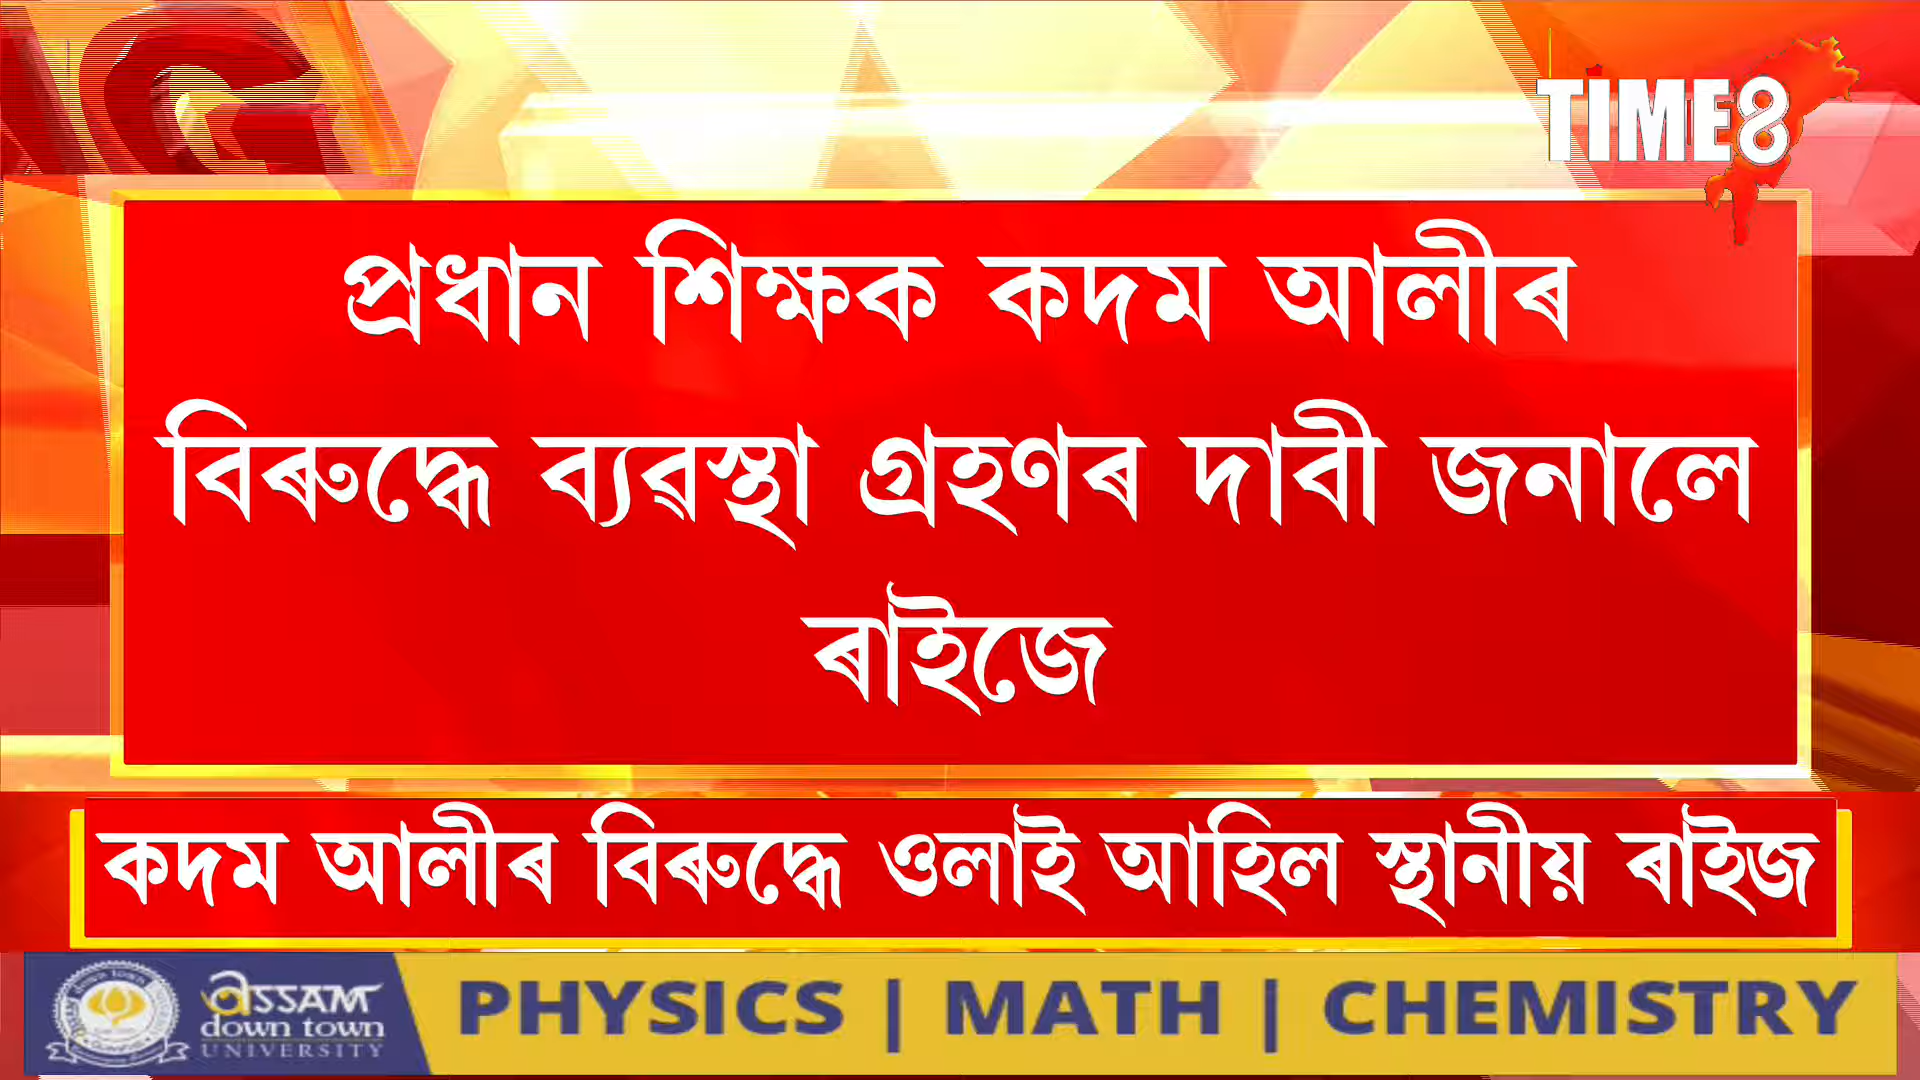 TIME8
প্ৰধান শিক্ষক কদম আলীৰ
বিৰুদ্ধে ব্যৱস্থা গ্ৰহণৰ দাবী জনালে
ৰাইজে
কদম আলীৰ বিৰুদ্ধে ওলাই আহিল স্থানীয় ৰাইজ
ASSAM
down town
UNIVERSITY
PHYSICS | MATH | CHEMISTRY